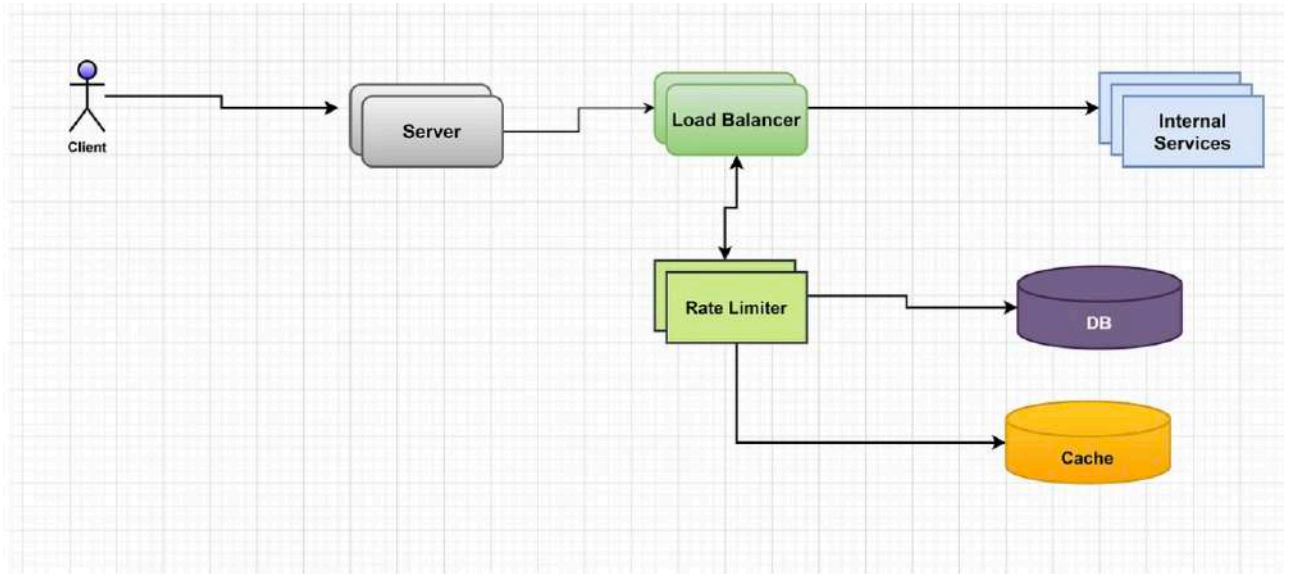 Client
Server
Load Balancer
Internal
Services
Rate Limiter
DB
Cache